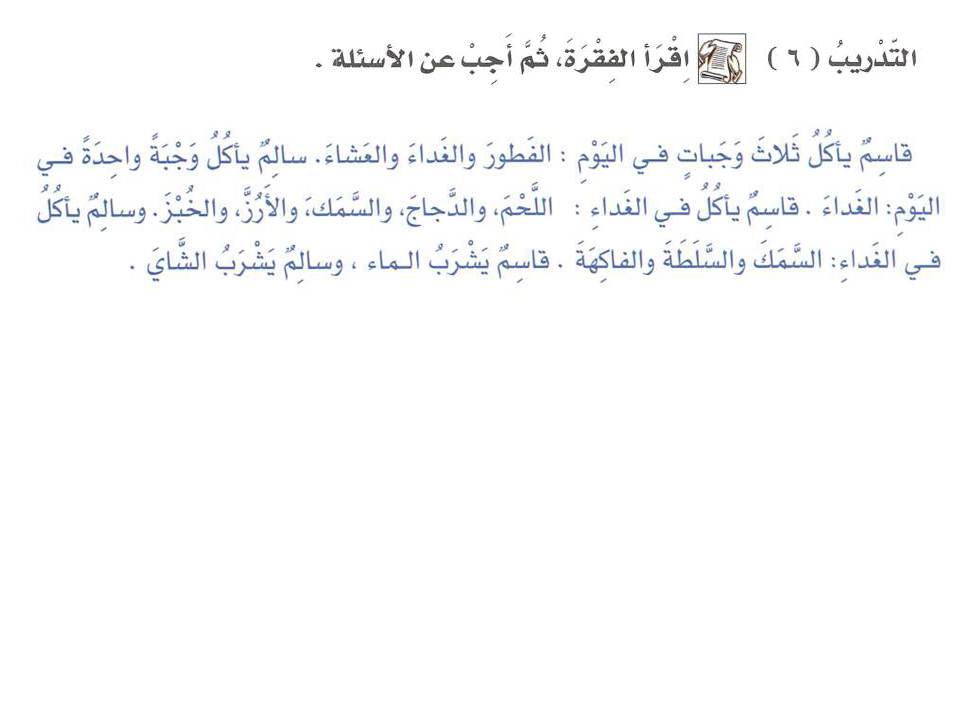 التّدْريبُ ( ٦ ) اِقْرَأ الفِقْرَةَ، ثُمَّ أَجِبْ عن الأسئلة .
قاسِمٌ يأكُلُ ثَلاثَ وَجَباتٍ فـي اليَوْمِ : الفَطورَ والغَداءَ والعَشاءَ. سالِمٌ يأكُلُ وَجْبَةً واحِدَةً فـي
اليَوْمِ: الغَداءَ . قاسِمٌ يأكُلُ فـي الغَداءِ : اللَّحْمَ، والدَّجاجَ، والسَّمَكَ، والأَرُزَّ، والخُبْزَ. وسالِمٌ يأكُلُ
فـي الغَداءِ: السَّمَكَ والسَّلَطَةَ والفاكِهَةَ . قاسِمٌ يَشْرَبُ الـماء ، وسالِمٌ يَشْرَبُ الشَّايَ .